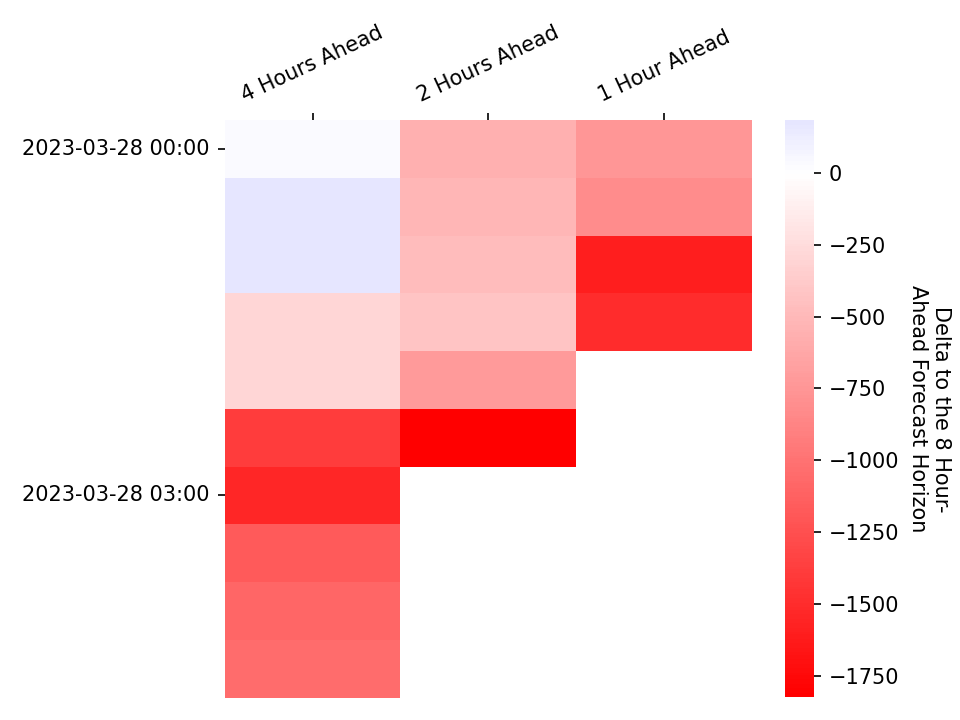 4 Hours Ahead
2 Hours Ahead
1 Hour Ahead
2023-03-28 00:00
2023-03-28 03:00
0
−250
−500
−750
−1000
−1250
−1500
−1750
Delta to the 8 Hour-
Ahead Forecast Horizon